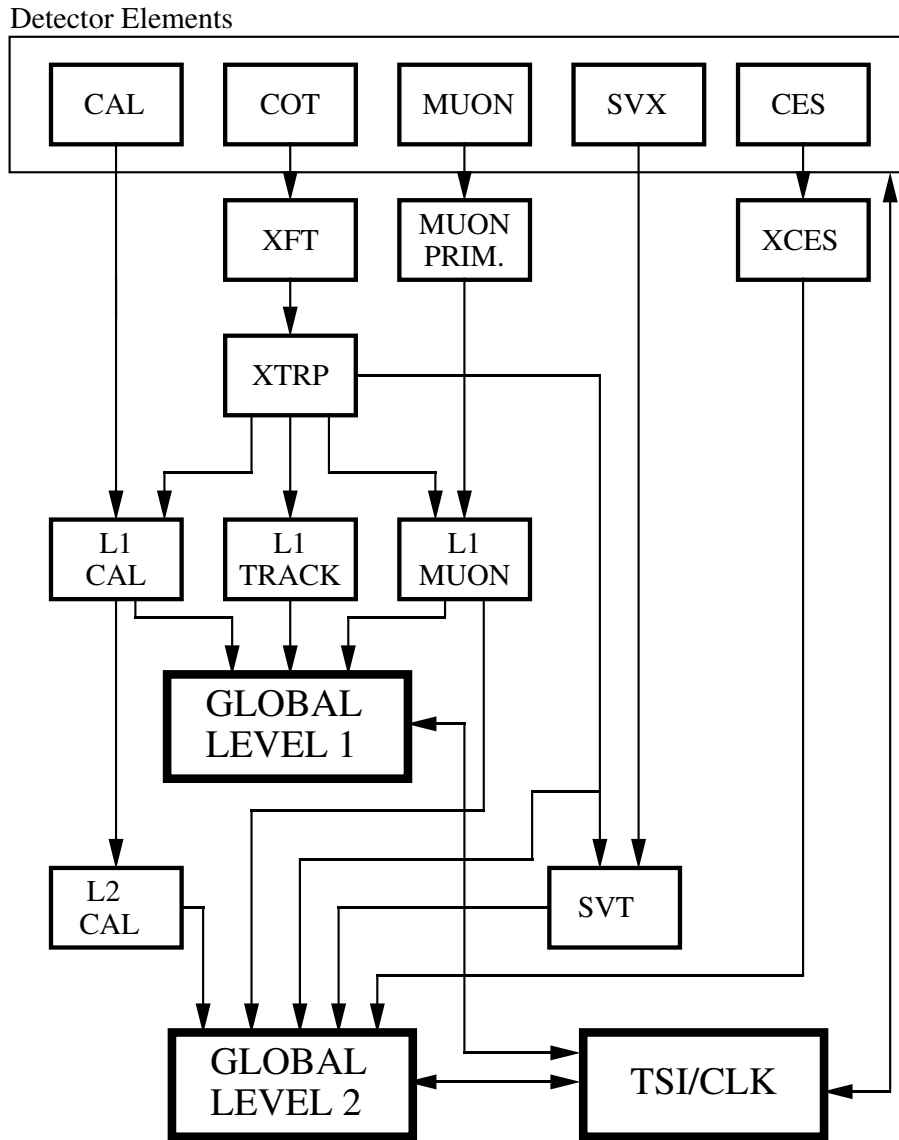 Detector Elements
CAL
COT
MUON
SVX
CES
XFT
MUON
PRIM.
XCES
XTRP
L1
CAL
L1
TRACK
L1
MUON
GLOBAL
LEVEL 1
L2
CAL
SVT
GLOBAL
LEVEL 2
TSI/CLK